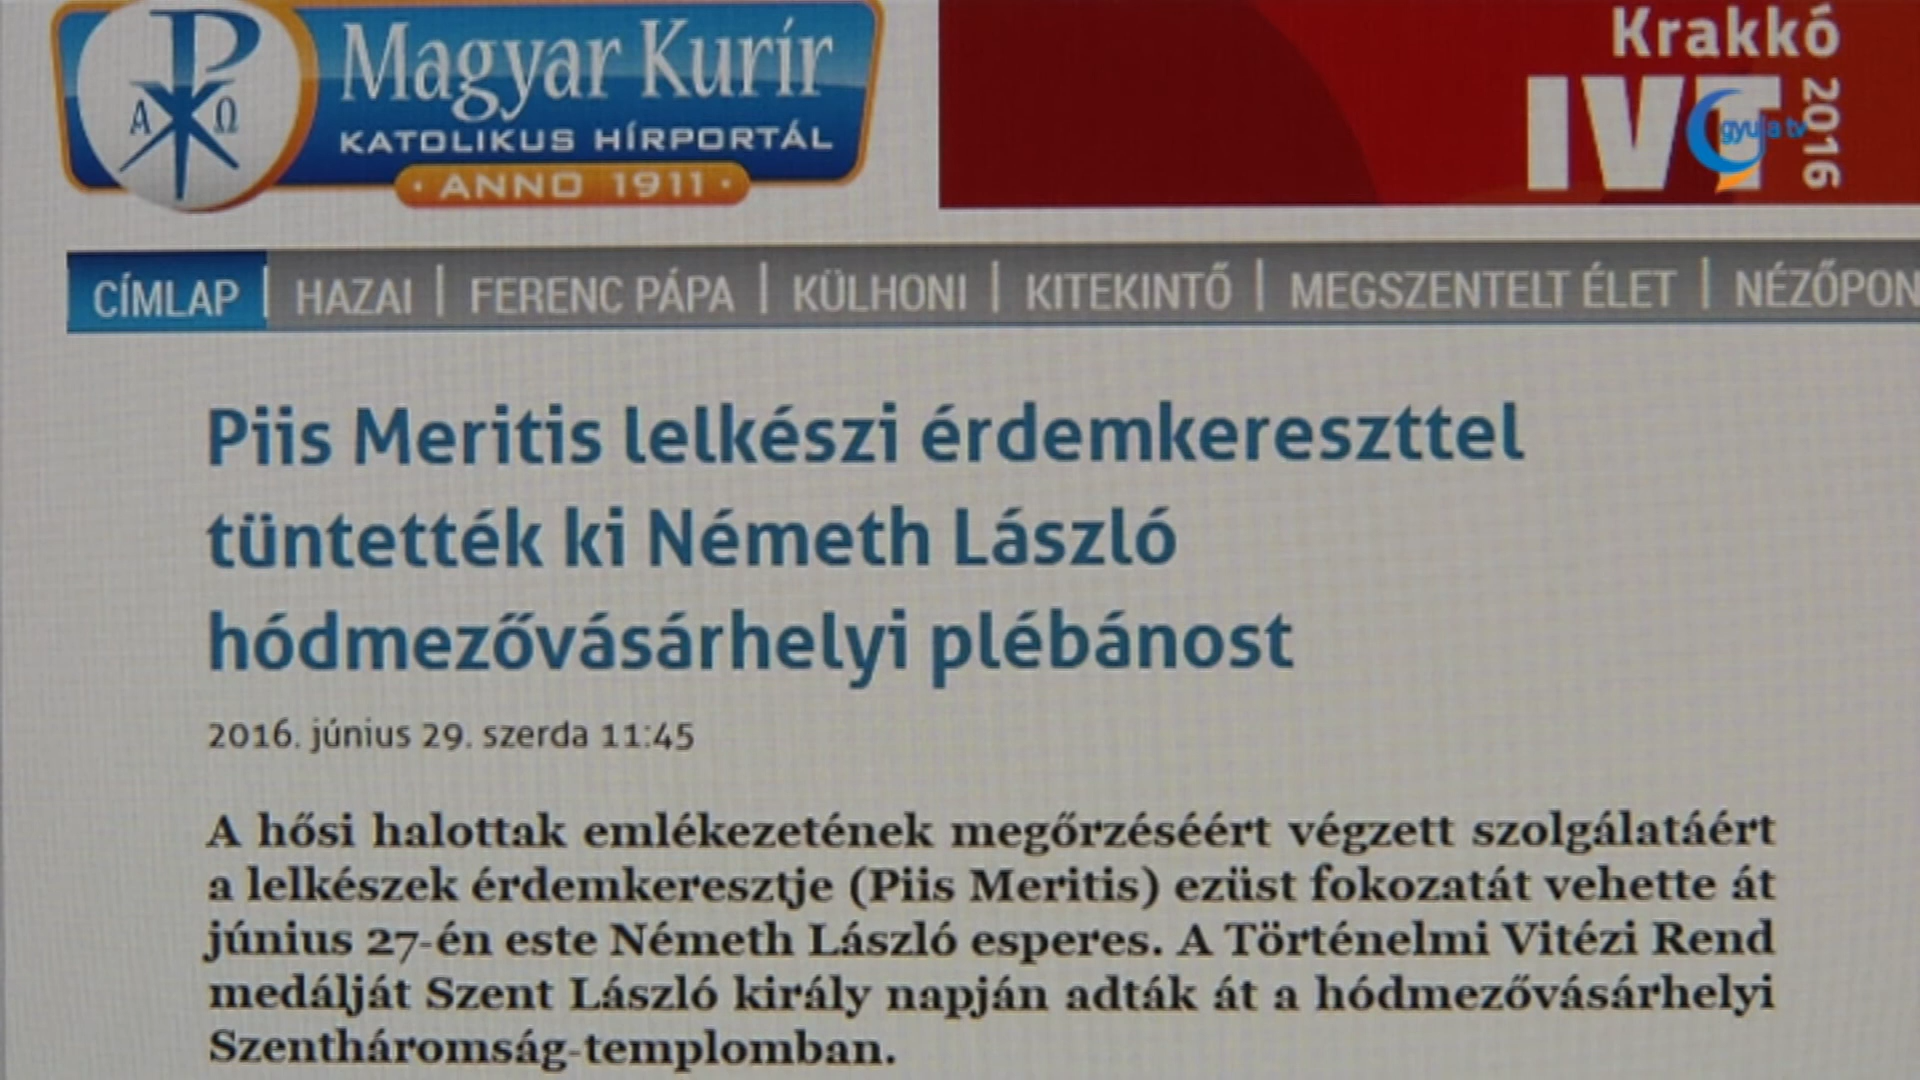 Magyar Kurír
KATOLIKUS HÍRPORTÁL
· ANNO 1911 ·
Α Ω
Krakkó
IVT 2016
gyula tv
CÍMLAP | HAZAI | FERENC PÁPA | KÜLHONI | KITEKINTŐ | MEGSZENTELT ÉLET | NÉZŐPON
Piis Meritis lelkészi érdemkereszttel
tüntették ki Németh László
hódmezővásárhelyi plébánost
2016. június 29. szerda 11:45
A hősi halottak emlékezetének megőrzéséért végzett szolgálatáért
a lelkészek érdemkeresztje (Piis Meritis) ezüst fokozatát vehette át
június 27-én este Németh László esperes. A Történelmi Vitézi Rend
medálját Szent László király napján adták át a hódmezővásárhelyi
Szentháromság-templomban.